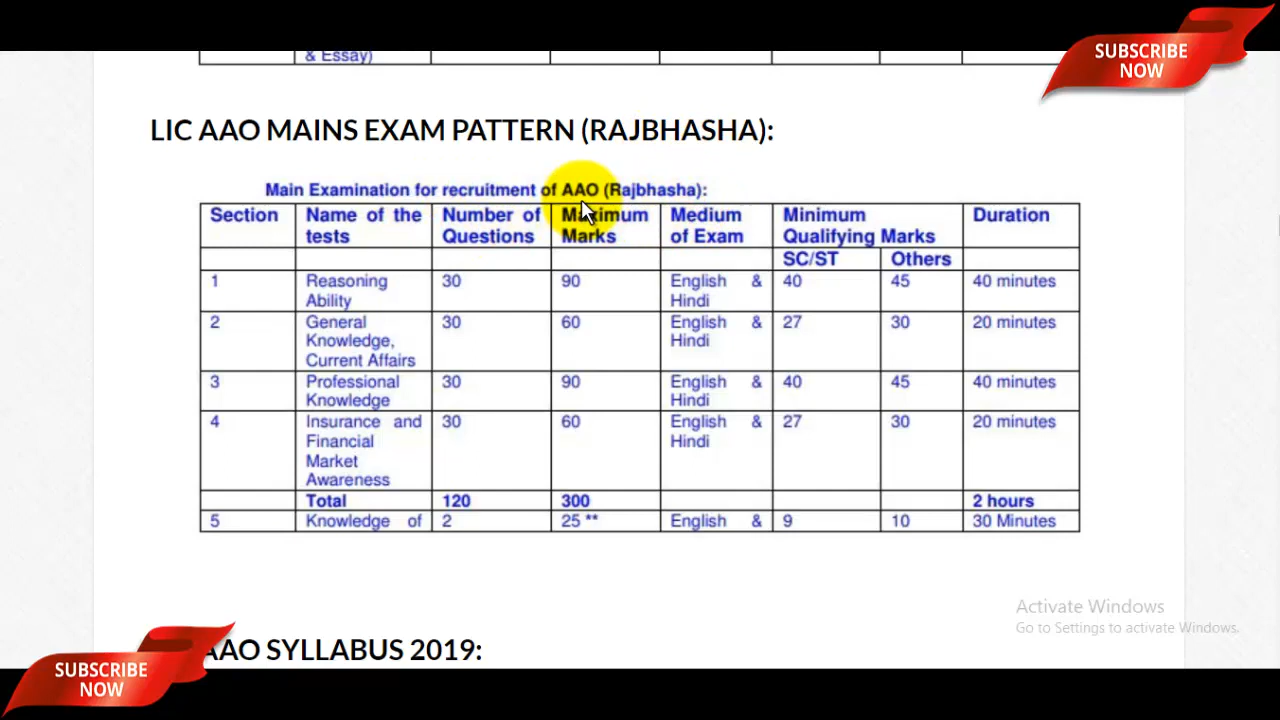 SUBSCRIBE
NOW
& Essay)
LIC AAO MAINS EXAM PATTERN (RAJBHASHA):
Main Examination for recruitment of AAO (Rajbhasha):
Section Name of the tests Number of Questions Maximum Marks Medium of Exam Minimum Qualifying Marks Duration
SC/ST Others
1 Reasoning Ability 30 90 English & Hindi 40 45 40 minutes
2 General Knowledge, Current Affairs 30 60 English & Hindi 27 30 20 minutes
3 Professional Knowledge 30 90 English & Hindi 40 45 40 minutes
4 Insurance and Financial Market Awareness 30 60 English & Hindi 27 30 20 minutes
Total 120 300 2 hours
5 Knowledge of 2 25 ** English & 9 10 30 Minutes
Activate Windows
Go to Settings to activate Windows.
AAO SYLLABUS 2019:
SUBSCRIBE
NOW